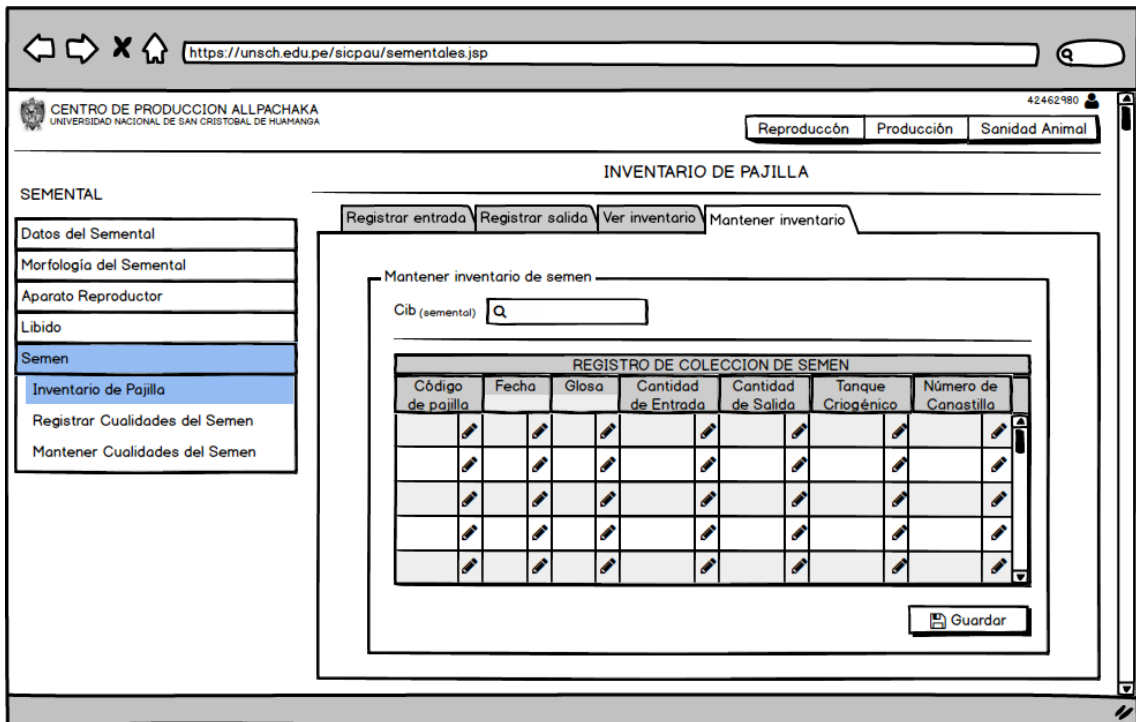 https://unsch.edu.pe/sicpau/sementales.jsp
42462980
CENTRO DE PRODUCCION ALLPACHAKA
UNIVERSIDAD NACIONAL DE SAN CRISTOBAL DE HUAMANGA
Reproduccón Producción Sanidad Animal
INVENTARIO DE PAJILLA
SEMENTAL
Datos del Semental
Morfología del Semental
Aparato Reproductor
Libido
Semen
Inventario de Pajilla
Registrar Cualidades del Semen
Mantener Cualidades del Semen
Registrar entrada Registrar salida Ver inventario Mantener inventario
Mantener inventario de semen
Cib (semental)
REGISTRO DE COLECCION DE SEMEN
Código Fecha Glosa Cantidad Cantidad Tanque Número de
de pajilla de Entrada de Salida Criogénico Canastilla
Guardar